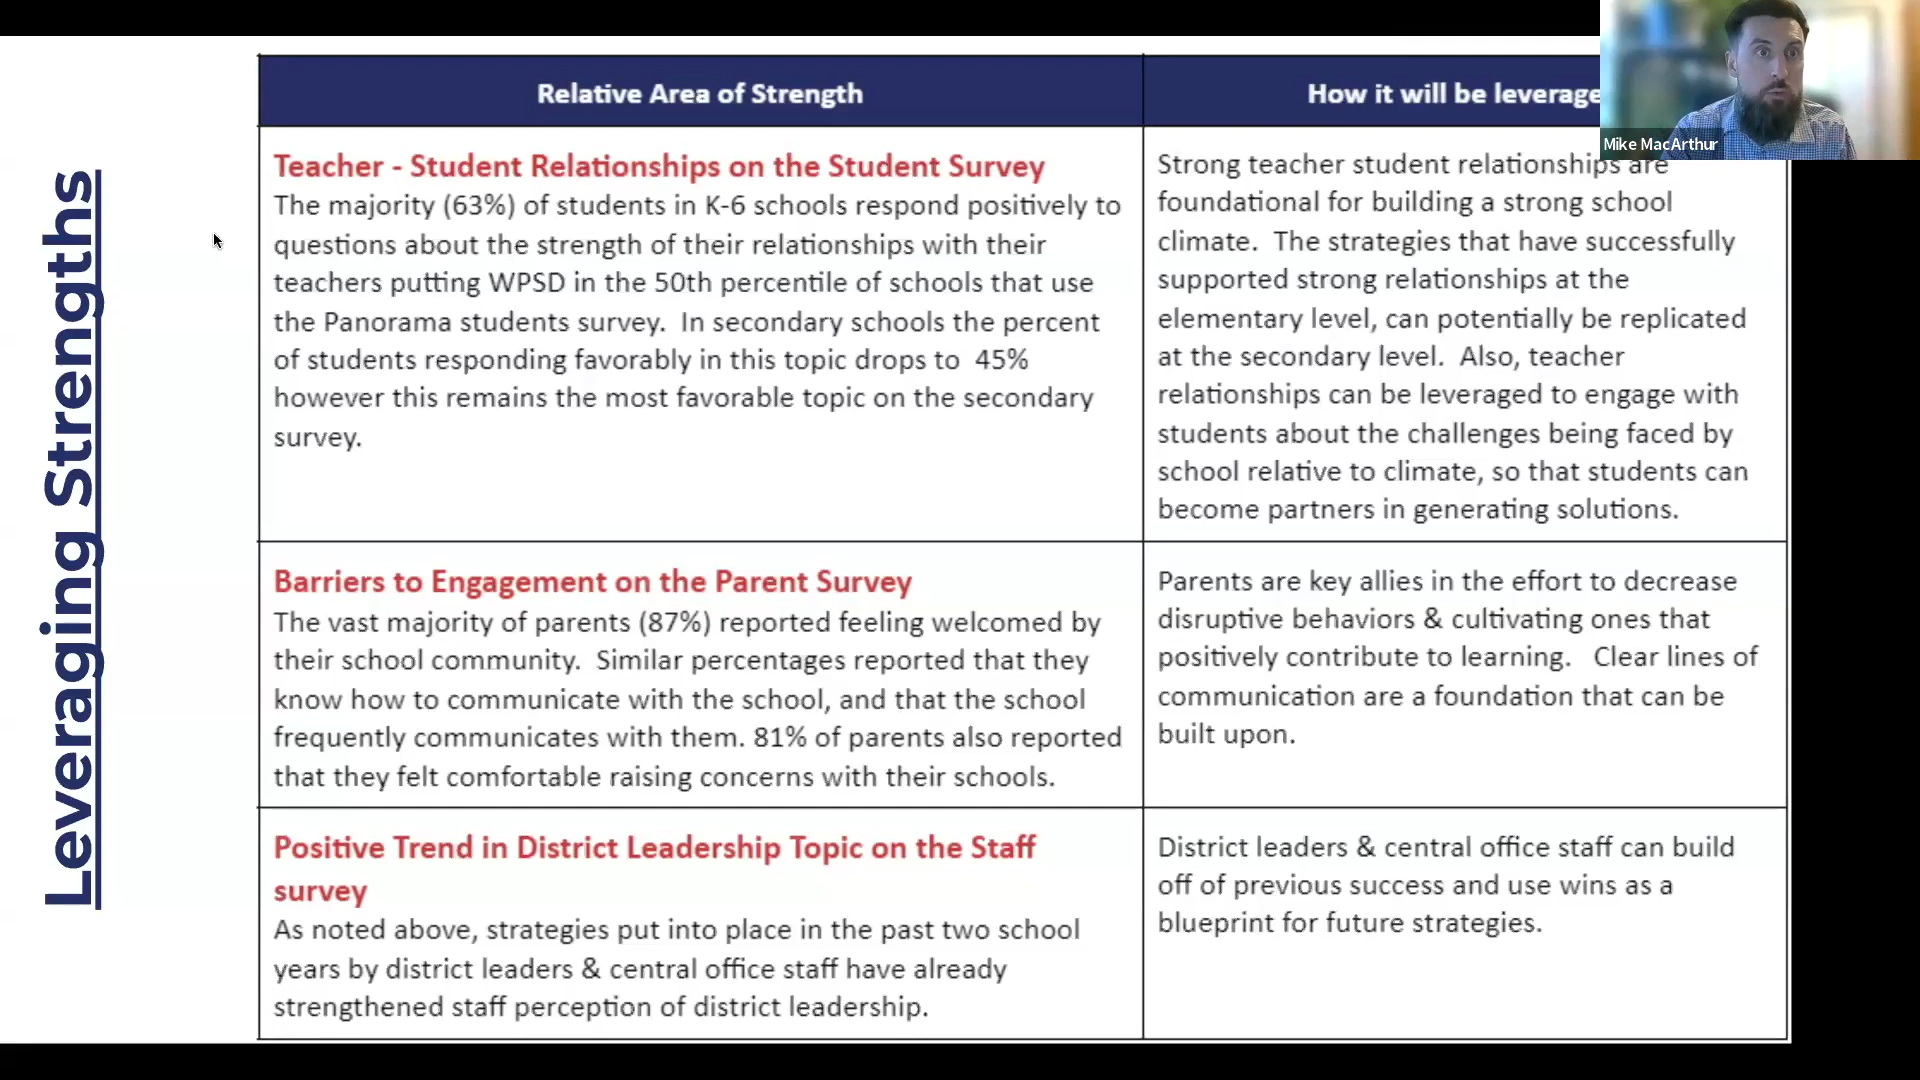 Leveraging Strengths
Relative Area of Strength
How it will be leverage
Mike MacArthur
Teacher - Student Relationships on the Student Survey
The majority (63%) of students in K-6 schools respond positively to
questions about the strength of their relationships with their
teachers putting WPSD in the 50th percentile of schools that use
the Panorama students survey.  In secondary schools the percent
of students responding favorably in this topic drops to  45%
however this remains the most favorable topic on the secondary
survey.
Strong teacher student relationships are
foundational for building a strong school
climate.  The strategies that have successfully
supported strong relationships at the
elementary level, can potentially be replicated
at the secondary level.  Also, teacher
relationships can be leveraged to engage with
students about the challenges being faced by
school relative to climate, so that students can
become partners in generating solutions.
Barriers to Engagement on the Parent Survey
The vast majority of parents (87%) reported feeling welcomed by
their school community.  Similar percentages reported that they
know how to communicate with the school, and that the school
frequently communicates with them. 81% of parents also reported
that they felt comfortable raising concerns with their schools.
Parents are key allies in the effort to decrease
disruptive behaviors & cultivating ones that
positively contribute to learning.   Clear lines of
communication are a foundation that can be
built upon.
Positive Trend in District Leadership Topic on the Staff
survey
As noted above, strategies put into place in the past two school
years by district leaders & central office staff have already
strengthened staff perception of district leadership.
District leaders & central office staff can build
off of previous success and use wins as a
blueprint for future strategies.